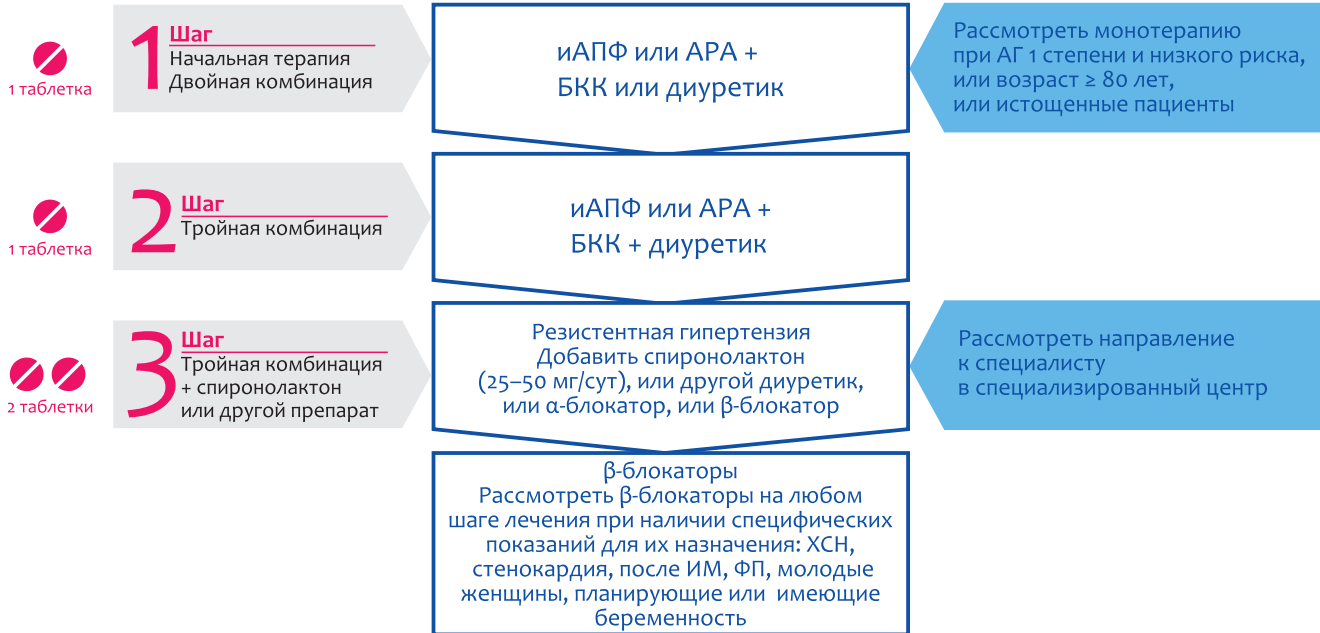 1 таблетка
1
Шаг
Начальная терапия
Двойная комбинация
иАПФ или АРА +
БКК или диуретик
Рассмотреть монотерапию
при АГ 1 степени и низкого риска,
или возраст ≥ 80 лет,
или истощенные пациенты
1 таблетка
2
Шаг
Тройная комбинация
иАПФ или АРА +
БКК + диуретик
2 таблетки
3
Шаг
Тройная комбинация
+ спиронолактон
или другой препарат
Резистентная гипертензия
Добавить спиронолактон
(25–50 мг/сут), или другой диуретик,
или α-блокатор, или β-блокатор
Рассмотреть направление
к специалисту
в специализированный центр
β-блокаторы
Рассмотреть β-блокаторы на любом
шаге лечения при наличии специфических
показаний для их назначения: ХСН,
стенокардия, после ИМ, ФП, молодые
женщины, планирующие или имеющие
беременность